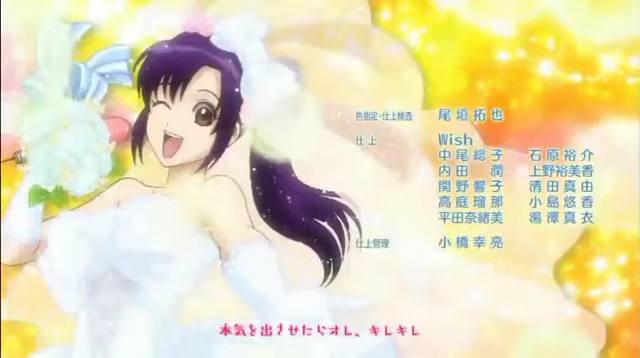 色指定・仕上検査 尾垣拓也
仕上 Wish
中尾総子 石原裕介
内田 潤 上野裕美香
関野響子 清田真由
高庭瑠那 小島悠香
平田奈緒美 湯澤真衣
仕上管理 小橋幸亮
本気を出させたらオレ、キレキレ